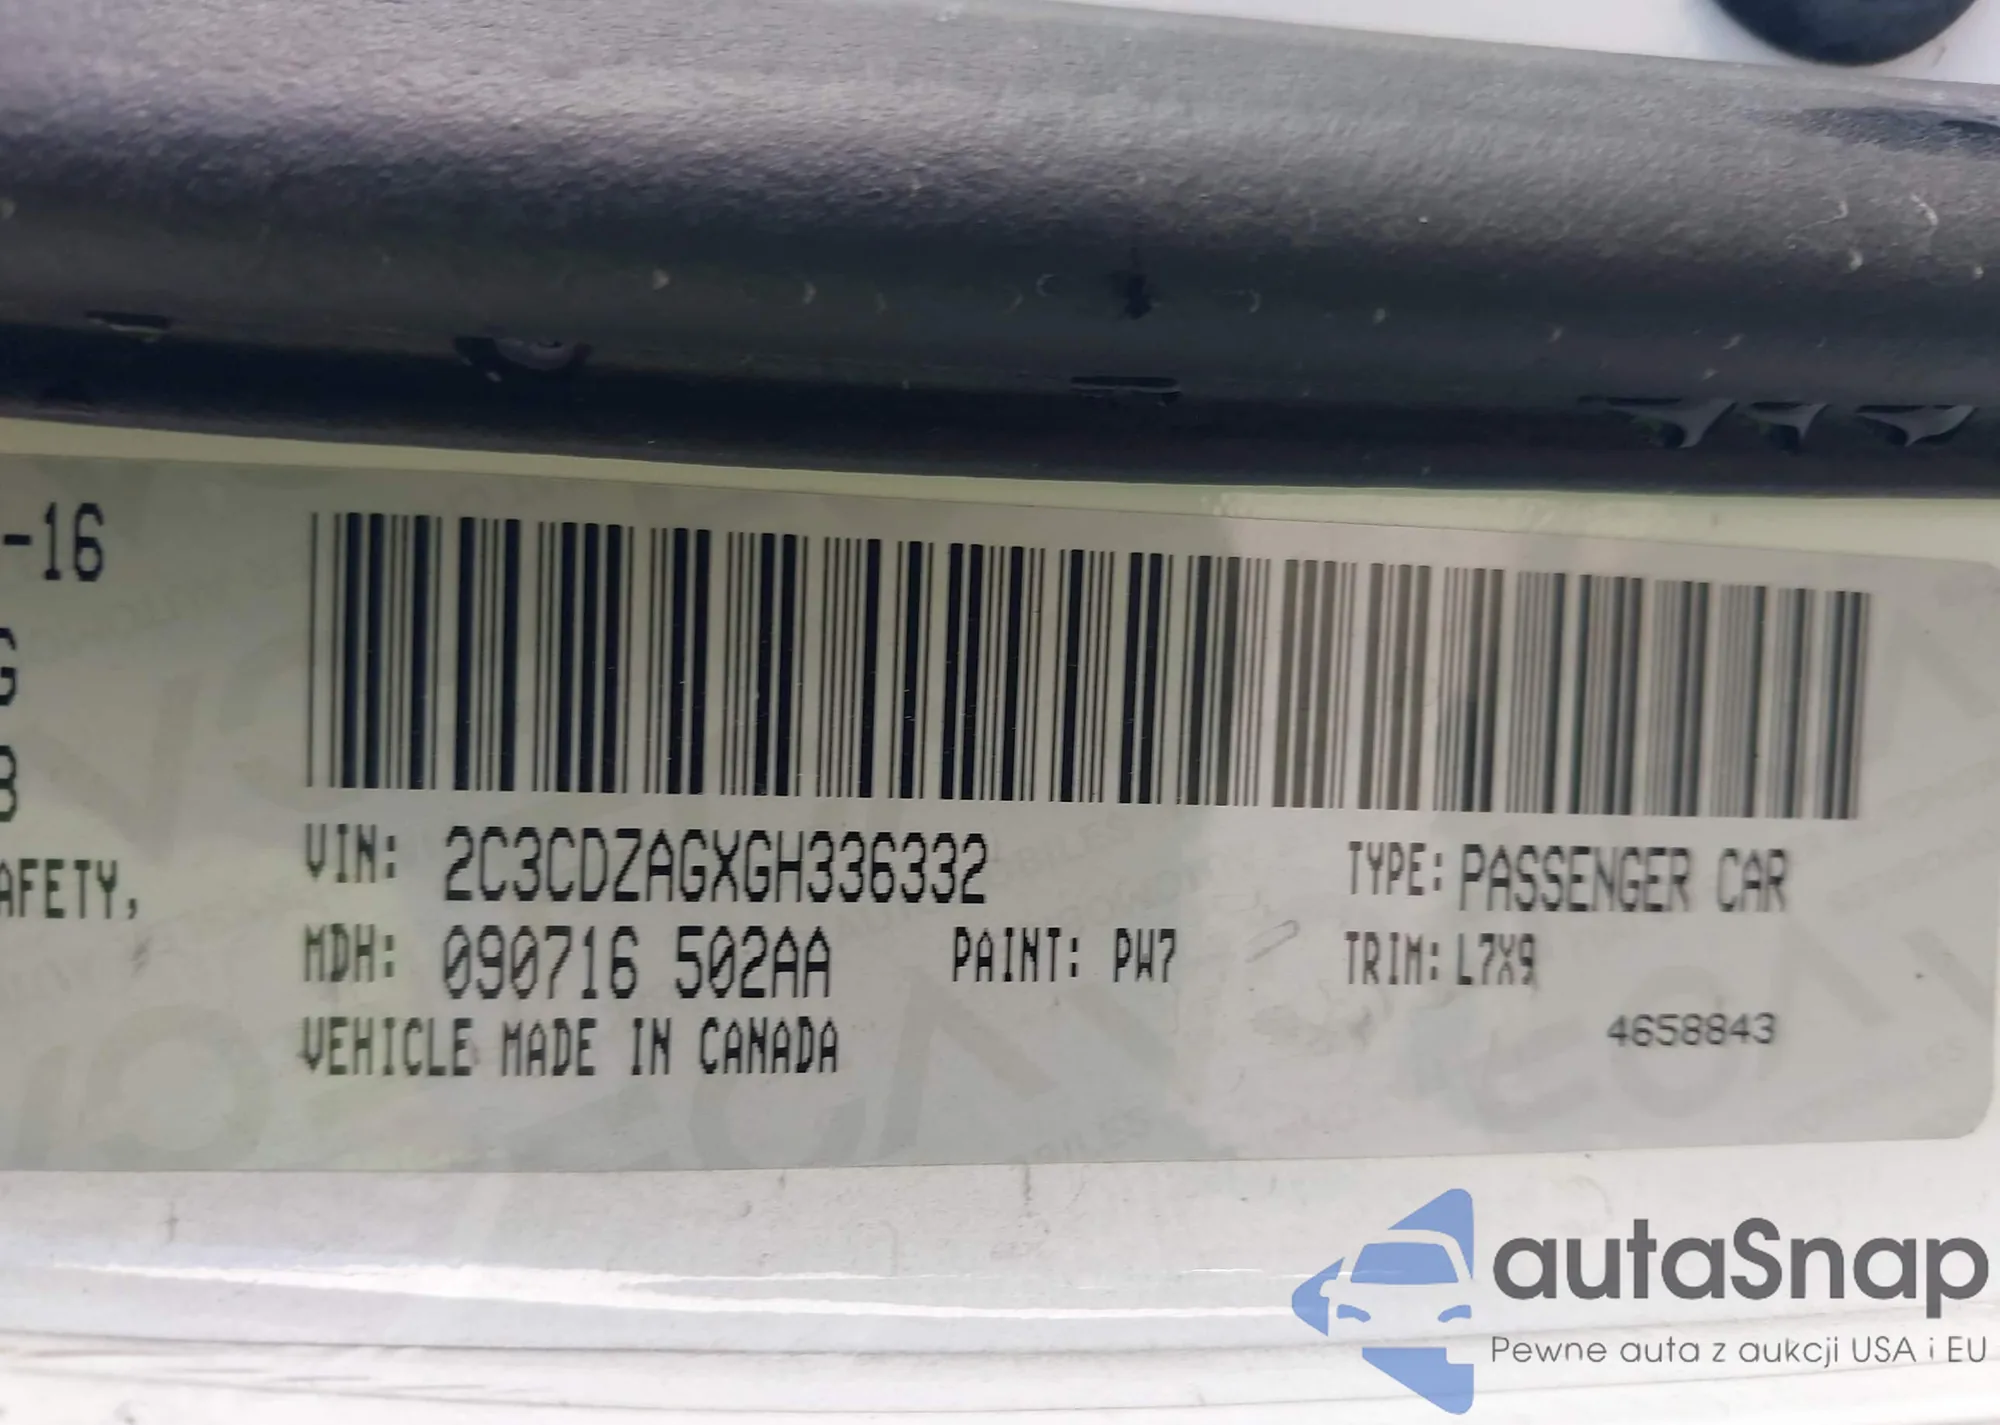 -16
G
B
AFETY,
VIN: 2C3CDZAGXGH336332
TYPE: PASSENGER CAR
MDH: 090716 502AA
PAINT: PW7
TRIM: L7X9
VEHICLE MADE IN CANADA
4658843
autaSnap
Pewne auta z aukcji USA i EU